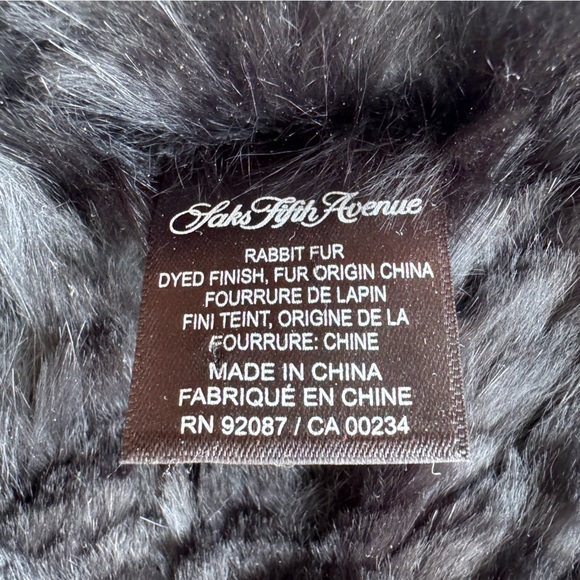 Saks Fifth Avenue
RABBIT FUR
DYED FINISH, FUR ORIGIN CHINA
FOURRURE DE LAPIN
FINI TEINT, ORIGINE DE LA
FOURRURE: CHINE
MADE IN CHINA
FABRIQUÉ EN CHINE
RN 92087 / CA 00234